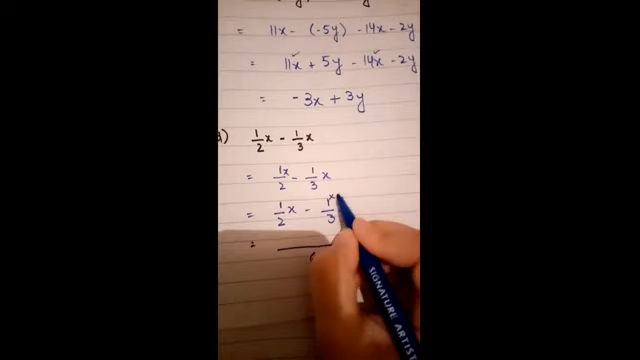 = 11x - (-5y) - 14x - 2y
= 11x + 5y - 14x - 2y
= -3x + 3y
d) 1/2 x - 1/3 x
= 1x/2 - 1/3 x
= 1/2 x - 1x/3
=
SIGNATURE ARTIST